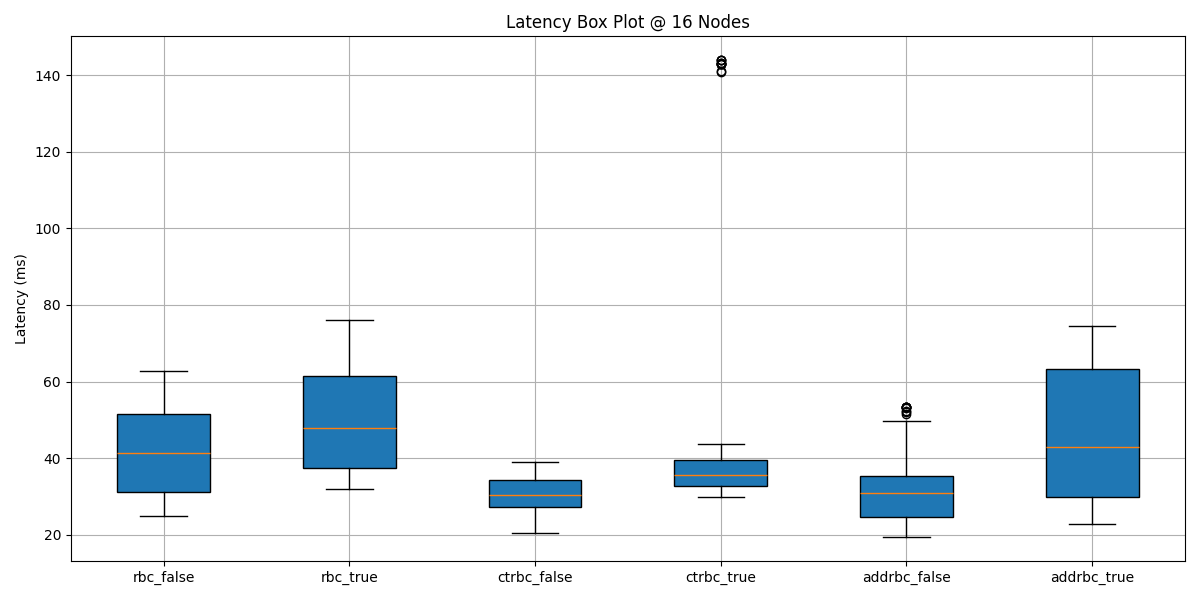 Latency Box Plot @ 16 Nodes
Latency (ms)
140
120
100
80
60
40
20
rbc_false
rbc_true
ctrbc_false
ctrbc_true
addrbc_false
addrbc_true